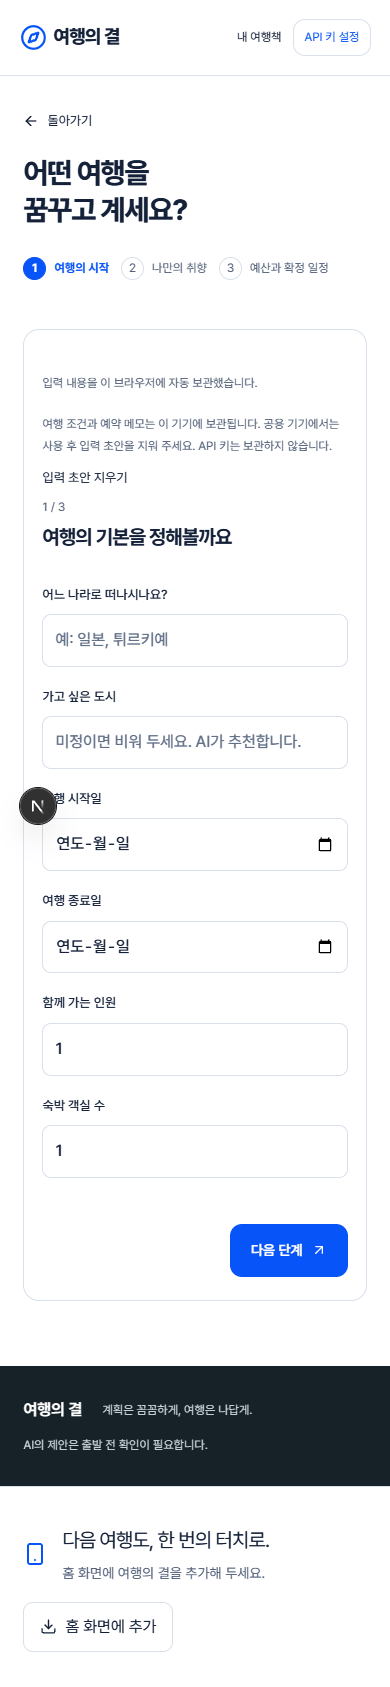 여행의 결
내 여행책
API 키 설정
돌아가기
어떤 여행을
꿈꾸고 계세요?
1 여행의 시작 2 나만의 취향 3 예산과 확정 일정
입력 내용을 이 브라우저에 자동 보관했습니다.
여행 조건과 예약 메모는 이 기기에 보관됩니다. 공용 기기에서는
사용 후 입력 초안을 지워 주세요. API 키는 보관하지 않습니다.
입력 초안 지우기
1 / 3
여행의 기본을 정해볼까요
어느 나라로 떠나시나요?
예: 일본, 튀르키예
가고 싶은 도시
미정이면 비워 두세요. AI가 추천합니다.
N
행 시작일
연도-월-일
여행 종료일
연도-월-일
함께 가는 인원
1
숙박 객실 수
1
다음 단계
여행의 결 계획은 꼼꼼하게, 여행은 나답게.
AI의 제안은 출발 전 확인이 필요합니다.
다음 여행도, 한 번의 터치로.
홈 화면에 여행의 결을 추가해 두세요.
홈 화면에 추가